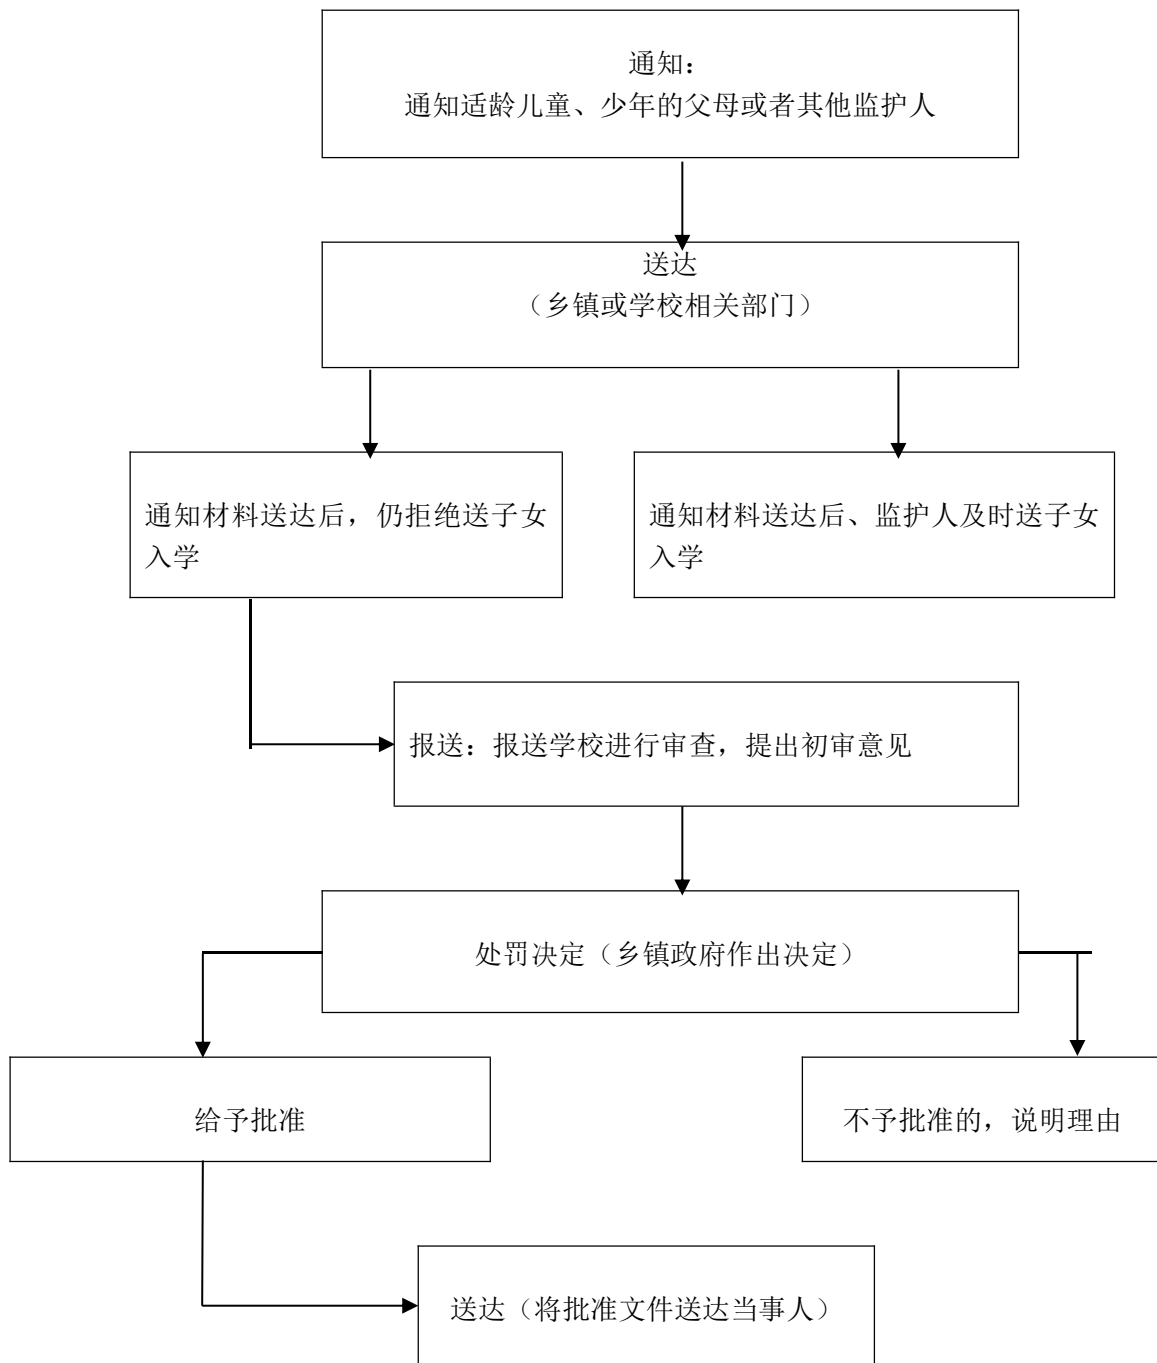 通知：
通知适龄儿童、少年的父母或者其他监护人
送达
（乡镇或学校相关部门）
通知材料送达后，仍拒绝送子女
入学
通知材料送达后、监护人及时送子女
入学
报送：报送学校进行审查，提出初审意见
处罚决定（乡镇政府作出决定）
给予批准
不予批准的，说明理由
送达（将批准文件送达当事人）